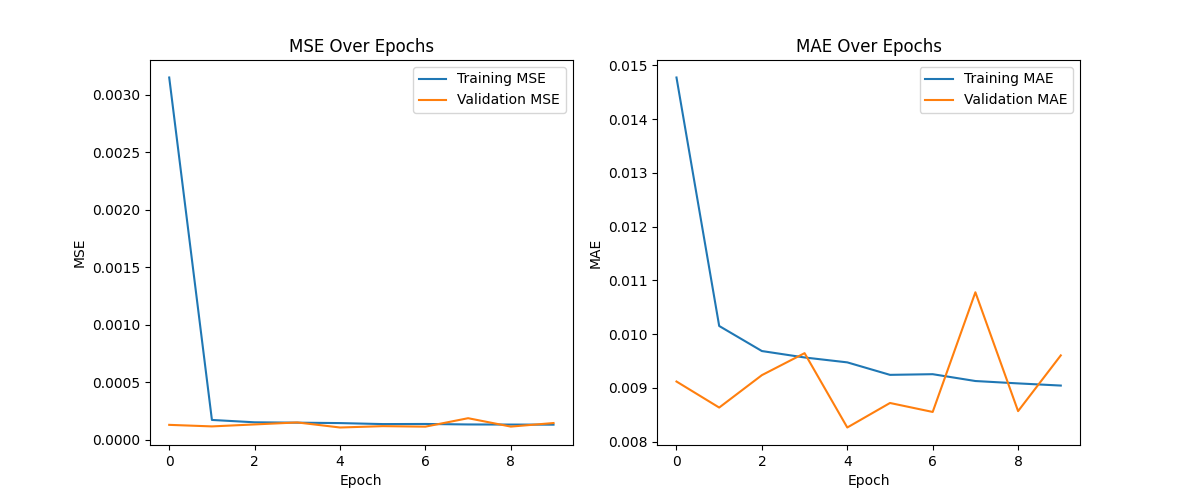 MSE Over Epochs
MSE
0.0030
0.0025
0.0020
0.0015
0.0010
0.0005
0.0000
0 2 4 6 8
Epoch
Training MSE
Validation MSE
MAE Over Epochs
MAE
0.015
0.014
0.013
0.012
0.011
0.010
0.009
0.008
0 2 4 6 8
Epoch
Training MAE
Validation MAE